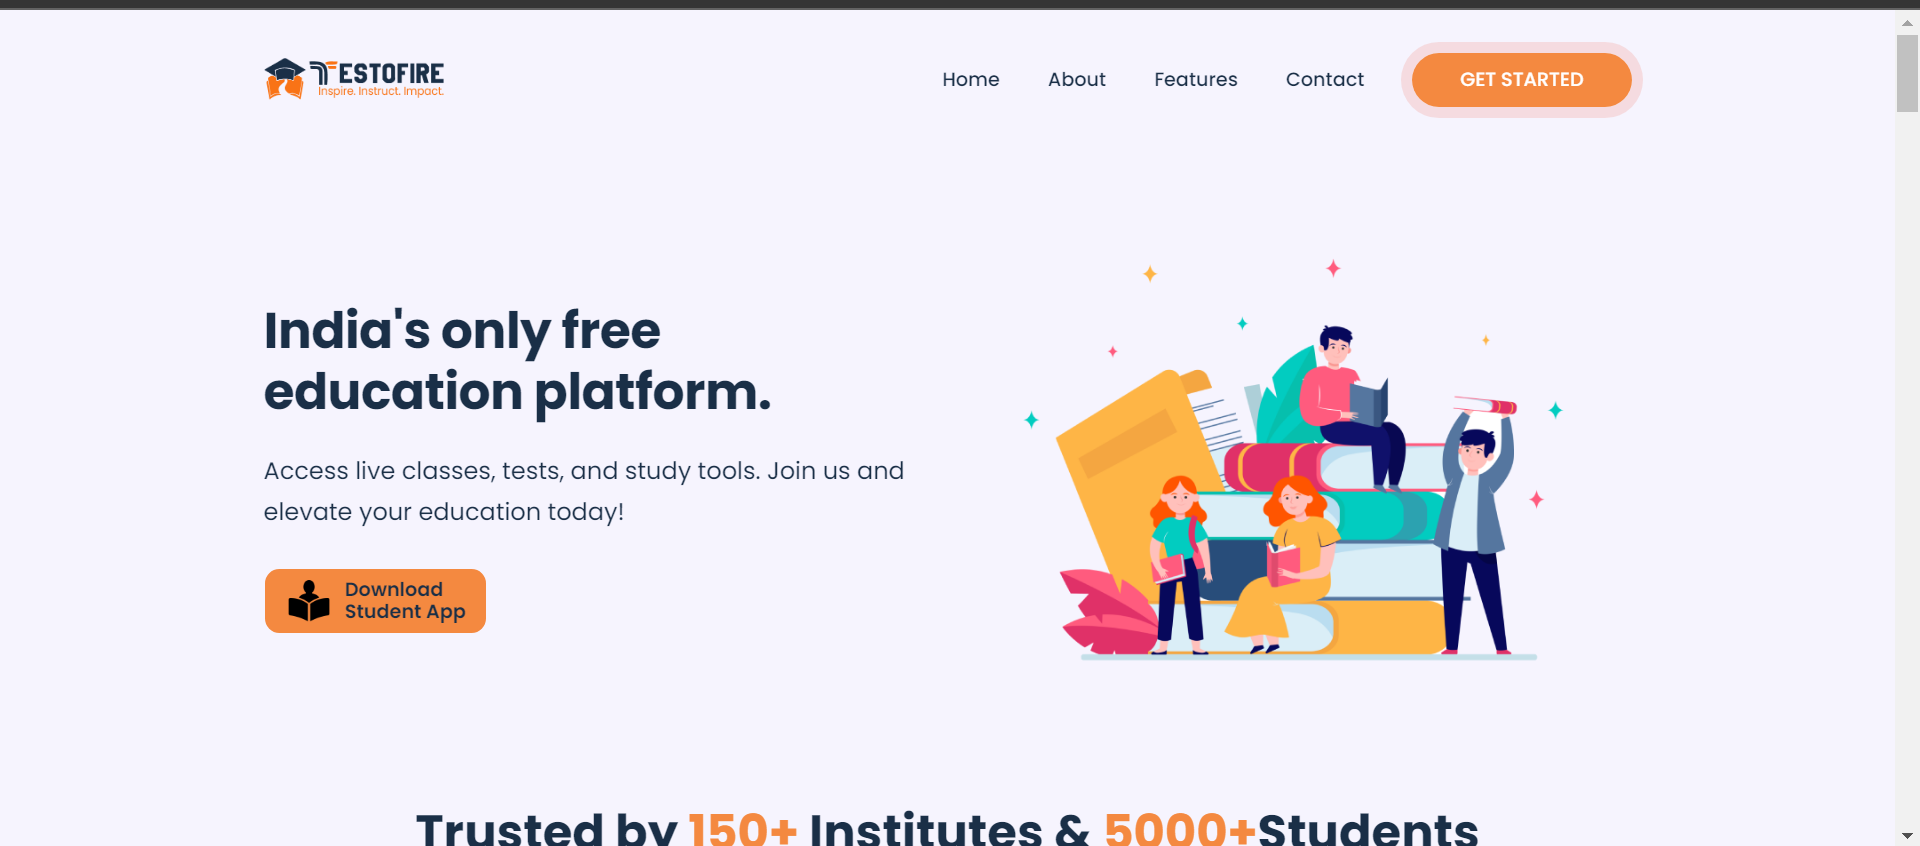 TESTOFIRE
Inspire. Instruct. Impact.
Home About Features Contact GET STARTED
India's only free
education platform.
Access live classes, tests, and study tools. Join us and
elevate your education today!
Download
Student App
Trusted by 150+ Institutes & 5000+Students